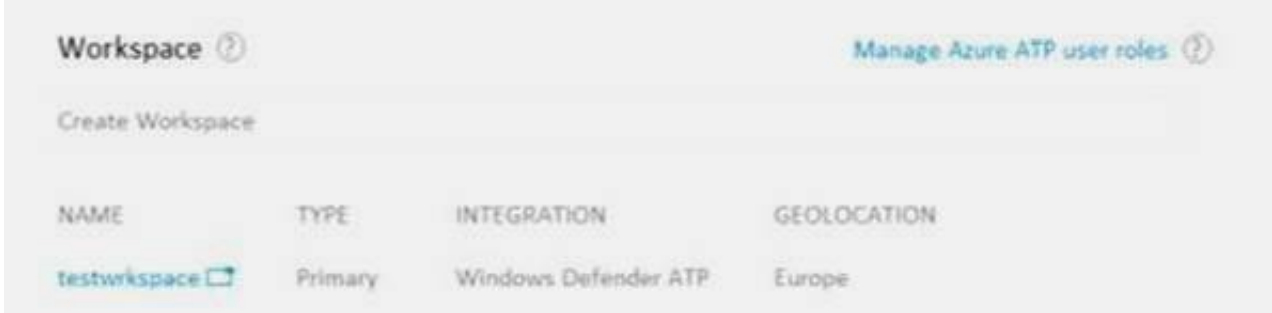 Workspace ?
Manage Azure ATP user roles ?
Create Workspace
NAME TYPE INTEGRATION GEOLOCATION
testwrkspace Primary Windows Defender ATP Europe